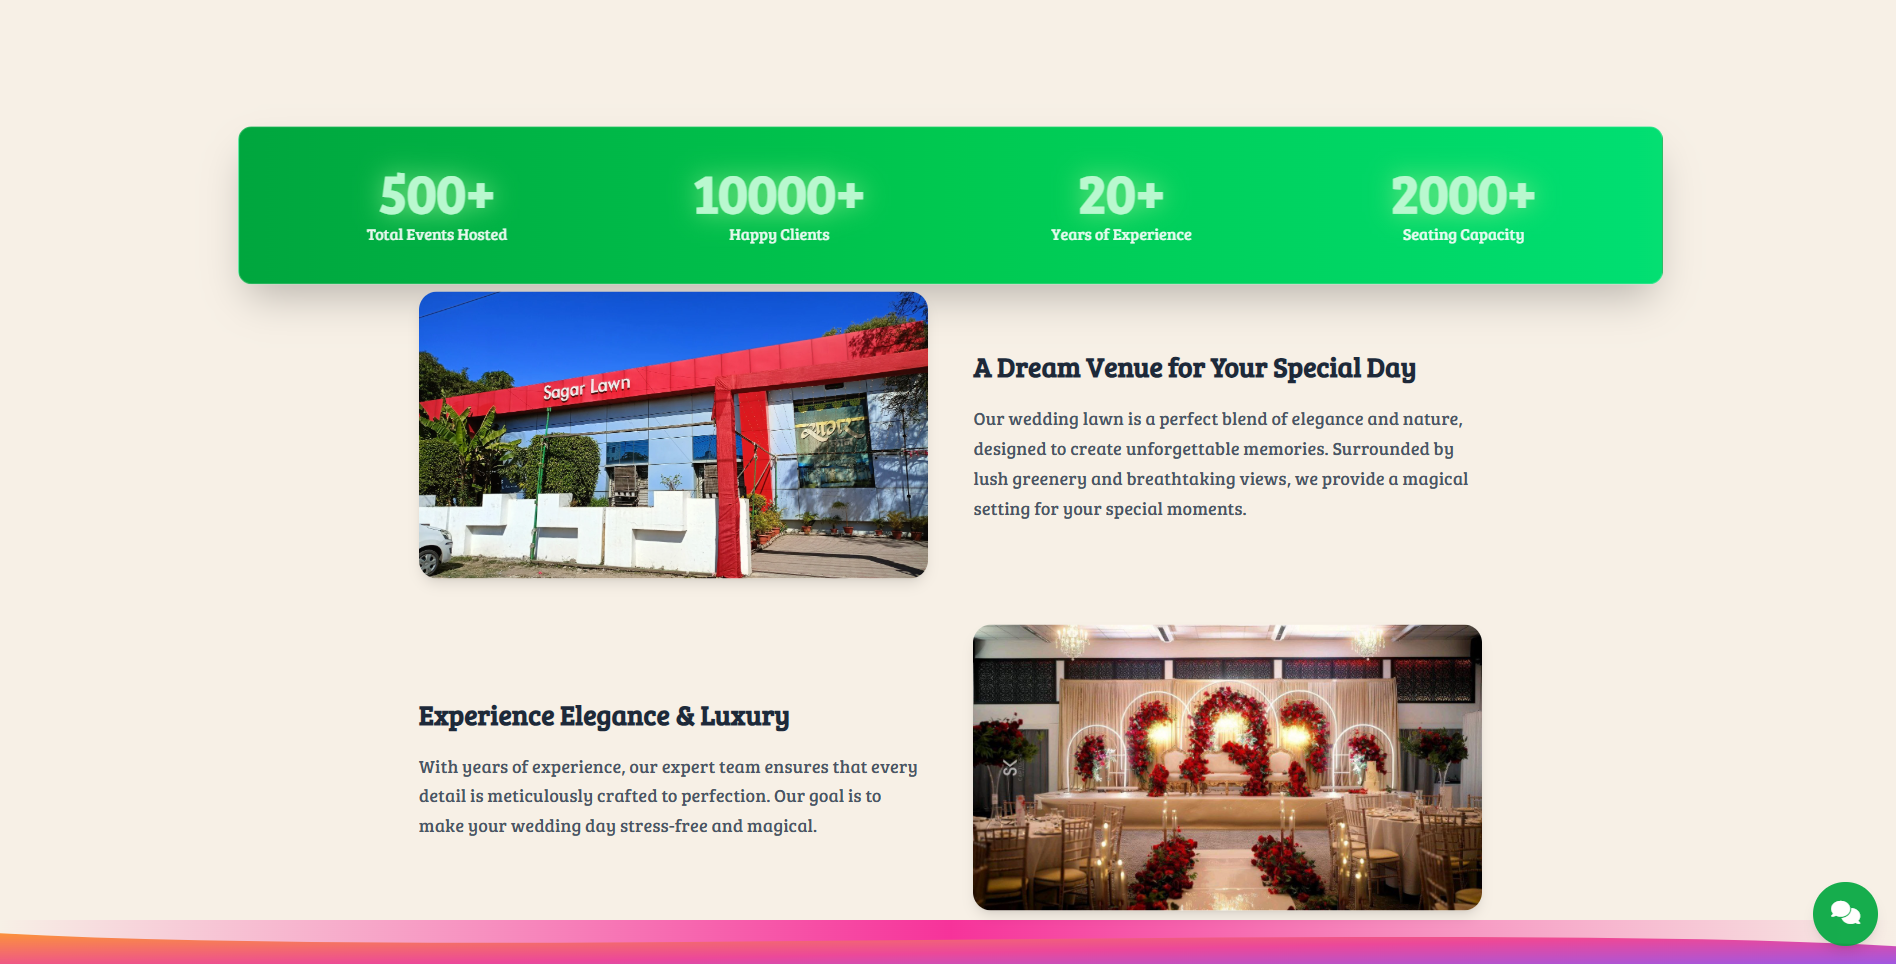 500+
10000+
20+
2000+
Total Events Hosted
Happy Clients
Years of Experience
Seating Capacity
Sagar Lawn
सागर
A Dream Venue for Your Special Day
Our wedding lawn is a perfect blend of elegance and nature,
designed to create unforgettable memories. Surrounded by
lush greenery and breathtaking views, we provide a magical
setting for your special moments.
Experience Elegance & Luxury
With years of experience, our expert team ensures that every
detail is meticulously crafted to perfection. Our goal is to
make your wedding day stress-free and magical.